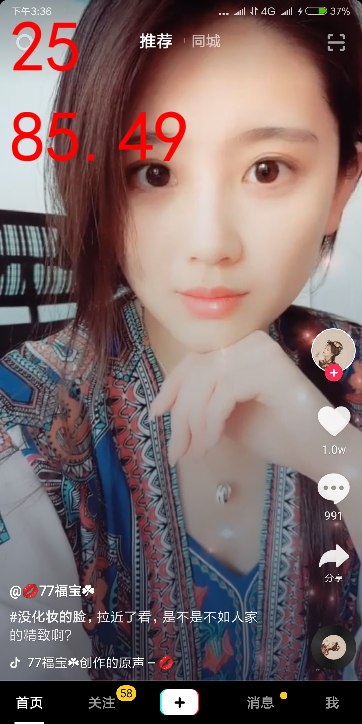 下午3:36 ... 4G 37%
25
推荐 同城
85.49
1.0w
991
分享
@💋77福宝☘
#没化妆的脸，拉近了看，是不是不如人家
的精致啊？
77福宝☘创作的原声 - 💋
首页 关注 58 消息 我